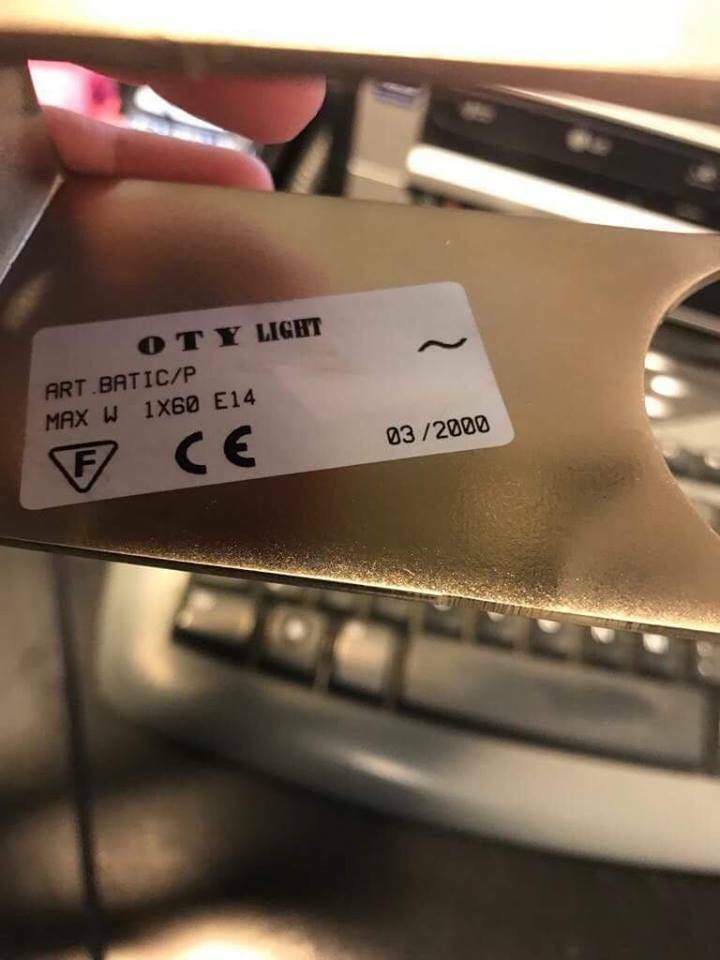 OTY LIGHT
~
ART.BATIC/P
MAX W 1X60 E14
F CE
03/2000